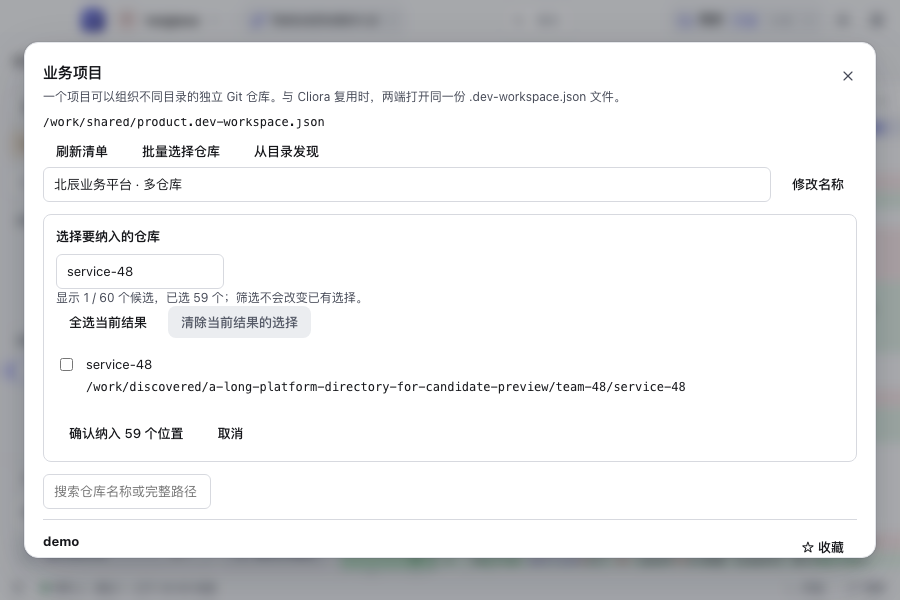 业务项目
一个项目可以组织不同目录的独立 Git 仓库。与 Cliora 复用时，两端打开同一份 .dev-workspace.json 文件。
/work/shared/product.dev-workspace.json
刷新清单 批量选择仓库 从目录发现
北辰业务平台 · 多仓库 修改名称
选择要纳入的仓库
service-48
显示 1 / 60 个候选，已选 59 个；筛选不会改变已有选择。
全选当前结果 清除当前结果的选择
service-48
/work/discovered/a-long-platform-directory-for-candidate-preview/team-48/service-48
确认纳入 59 个位置 取消
搜索仓库名称或完整路径
demo
☆ 收藏